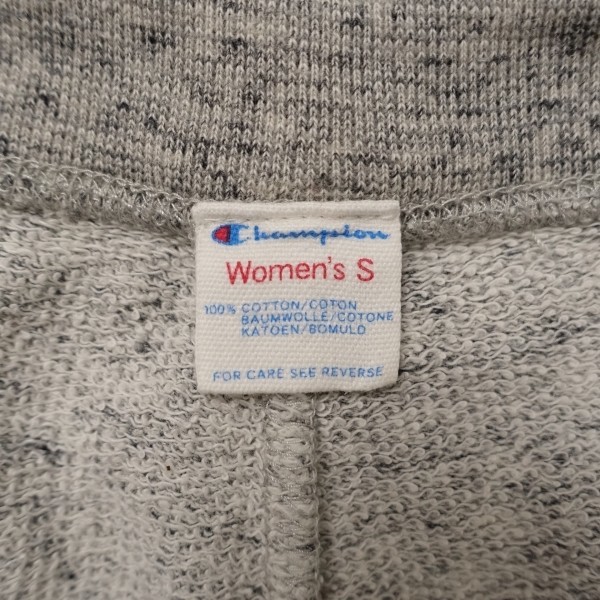 Champion
Women's S
100% COTTON/COTON
BAUMWOLLE/COTONE
KATOEN/BOMULD
FOR CARE SEE REVERSE